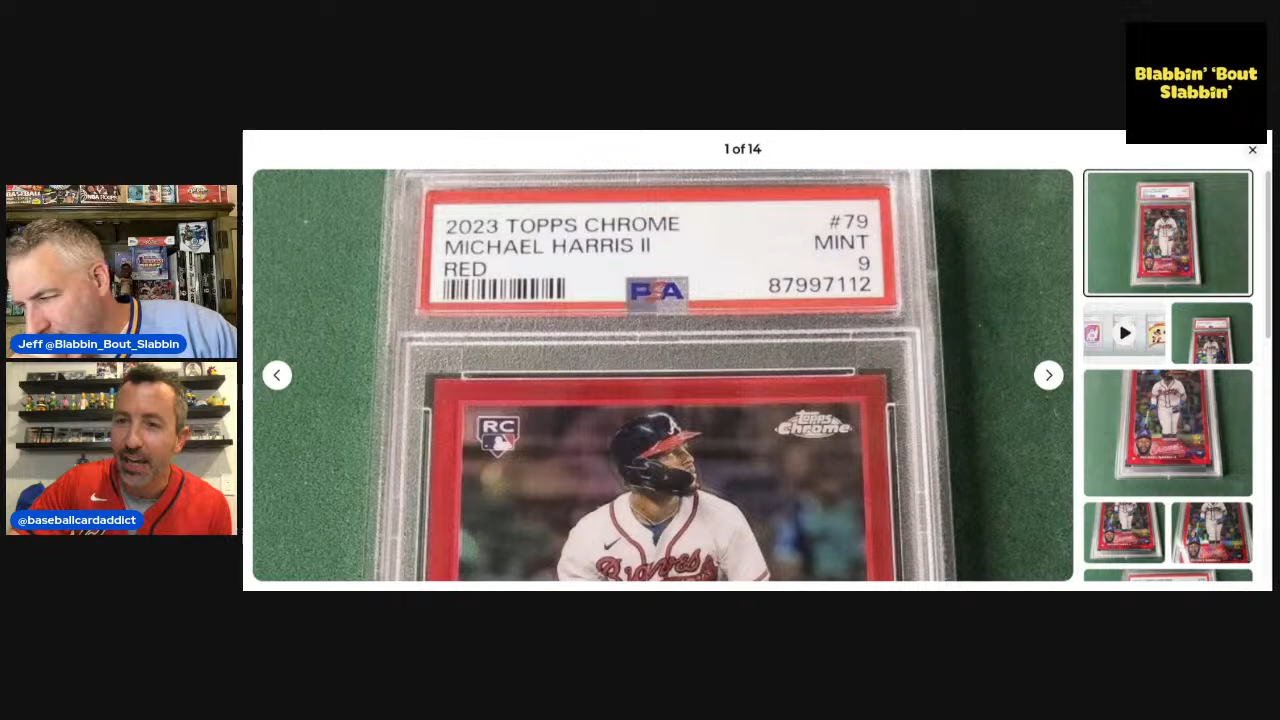 Blabbin' 'Bout
Slabbin'
1 of 14
2023 TOPPS CHROME
#79
MICHAEL HARRIS II
MINT
RED
9
PSA
87997112
RC
Topps
Chrome
Braves
Jeff @Blabbin_Bout_Slabbin
@baseballcardaddict